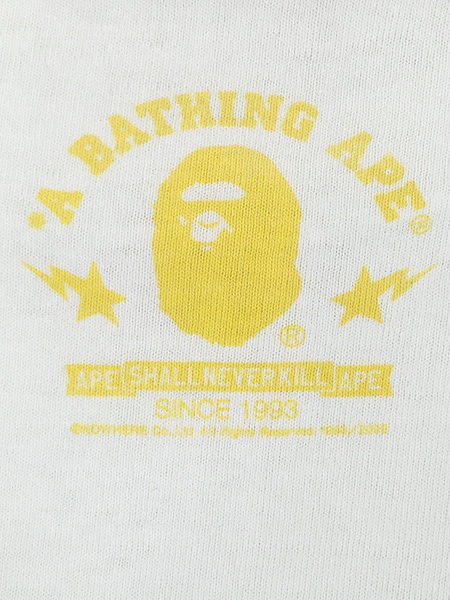 *A BATHING APE®
®
APE SHALL NEVER KILL APE
SINCE 1993
©NOWHERE Co., Ltd. All Rights Reserved.